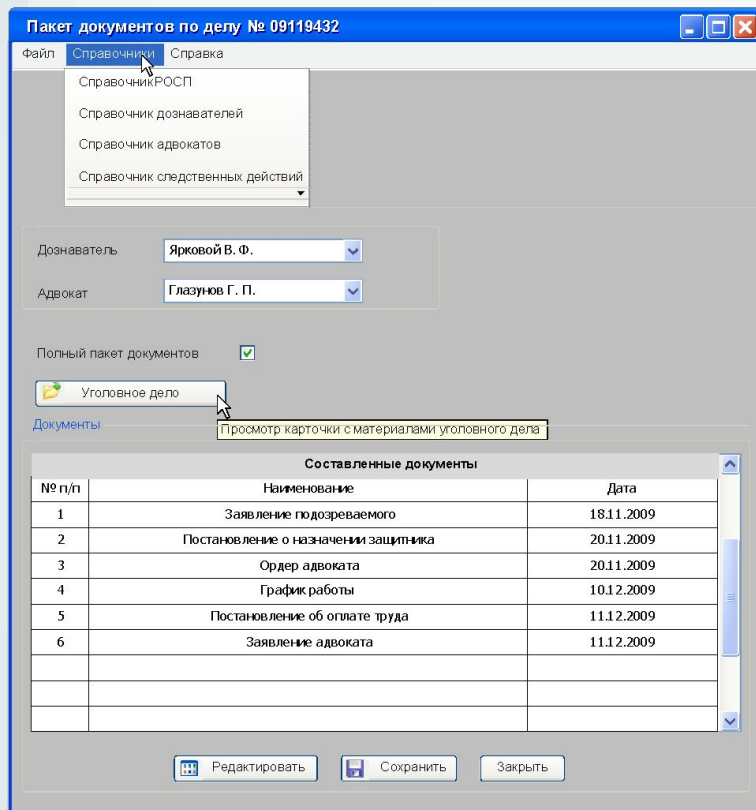 Пакет документов по делу № 09119432
Файл Справочники Справка
СправочникРОСП
Справочник дознавателей
Справочник адвокатов
Справочник следственных действий
Дознаватель Ярковой В. Ф.
Адвокат Глазунов Г. П.
Полный пакет документов
Уголовное дело
Просмотр карточки с материалами уголовного дела
Документы
Составленные документы
№ п/п Наименование Дата
1 Заявление подозреваемого 18.11.2009
2 Постановление о назначении защитника 20.11.2009
3 Ордер адвоката 20.11.2009
4 График работы 10.12.2009
5 Постановление об оплате труда 11.12.2009
6 Заявление адвоката 11.12.2009
Редактировать Сохранить Закрыть